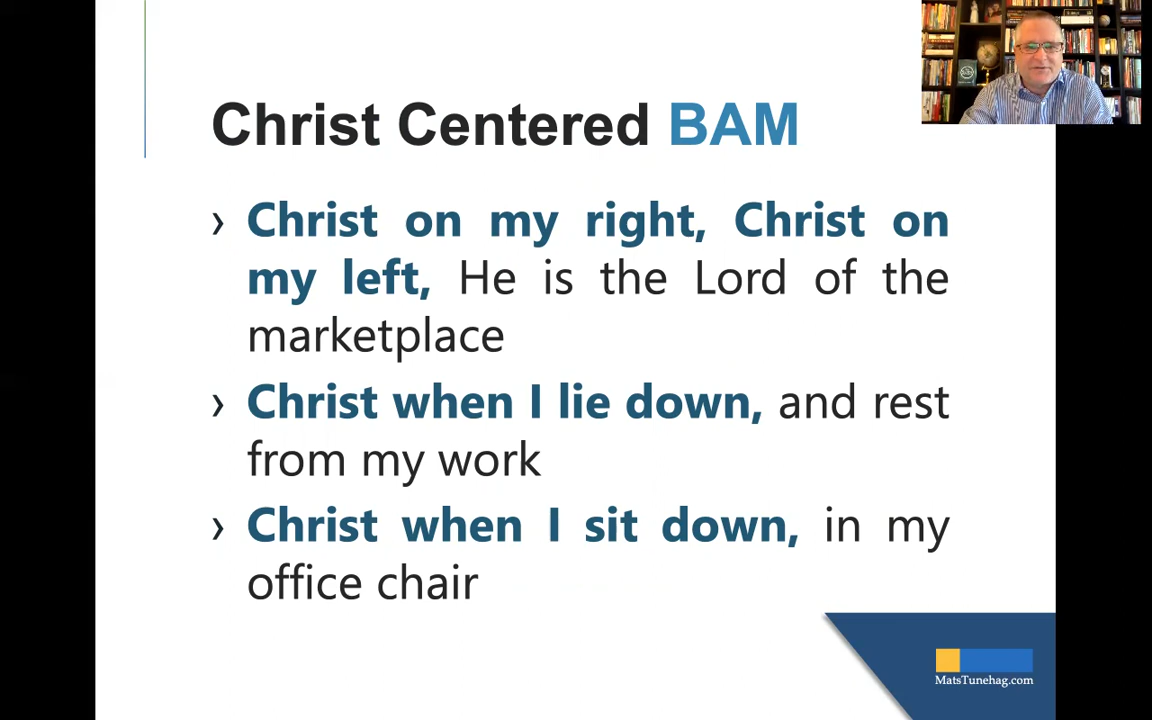 Christ Centered BAM
› Christ on my right, Christ on
my left, He is the Lord of the
marketplace
› Christ when I lie down, and rest
from my work
› Christ when I sit down, in my
office chair
MatsTunehag.com